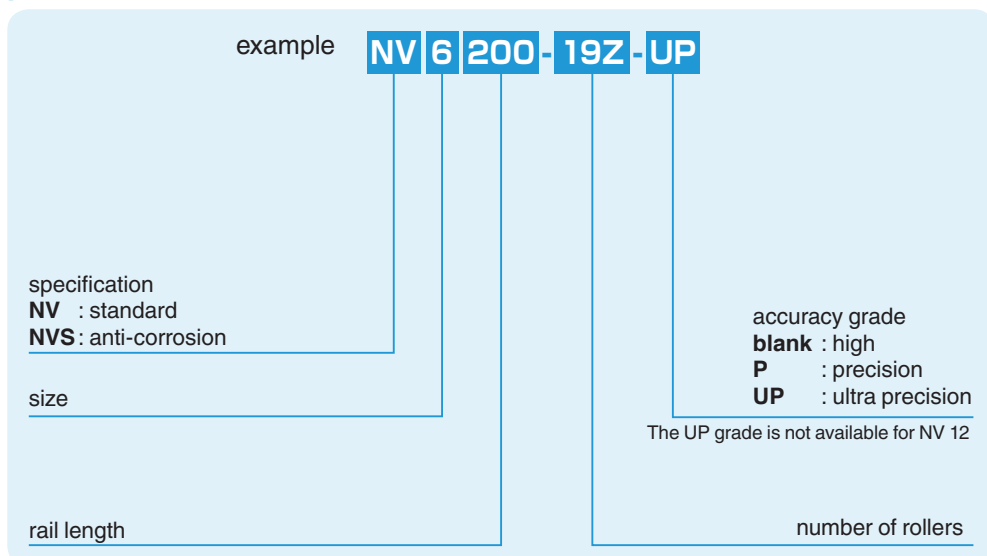 example NV 6 200 - 19Z - UP
specification
NV : standard
NVS : anti-corrosion
size
rail length
accuracy grade
blank : high
P : precision
UP : ultra precision
The UP grade is not available for NV 12
number of rollers